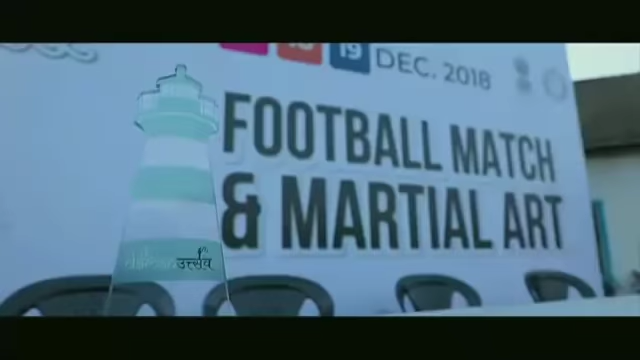 19 DEC. 2018
FOOTBALL MATCH
& MARTIAL ART
उत्सव